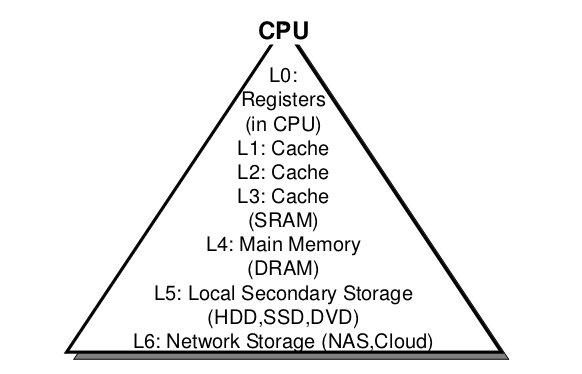 CPU
L0:
Registers
(in CPU)
L1: Cache
L2: Cache
L3: Cache
(SRAM)
L4: Main Memory
(DRAM)
L5: Local Secondary Storage
(HDD,SSD,DVD)
L6: Network Storage (NAS,Cloud)